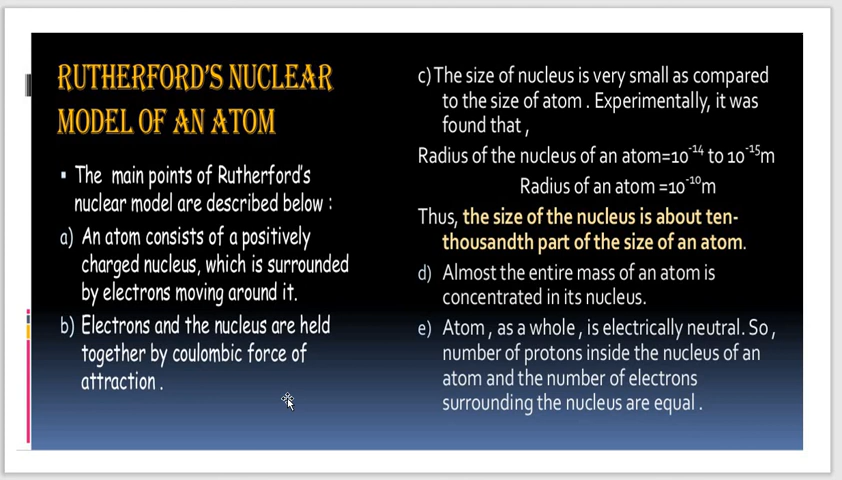 RUTHERFORD'S NUCLEAR
MODEL OF AN ATOM
▪ The main points of Rutherford's
nuclear model are described below :
a) An atom consists of a positively
charged nucleus, which is surrounded
by electrons moving around it.
b) Electrons and the nucleus are held
together by coulombic force of
attraction .
c) The size of nucleus is very small as compared
to the size of atom . Experimentally, it was
found that ,
Radius of the nucleus of an atom=10⁻¹⁴ to 10⁻¹⁵m
Radius of an atom =10⁻¹⁰m
Thus, the size of the nucleus is about ten-
thousandth part of the size of an atom.
d) Almost the entire mass of an atom is
concentrated in its nucleus.
e) Atom , as a whole , is electrically neutral. So ,
number of protons inside the nucleus of an
atom and the number of electrons
surrounding the nucleus are equal .